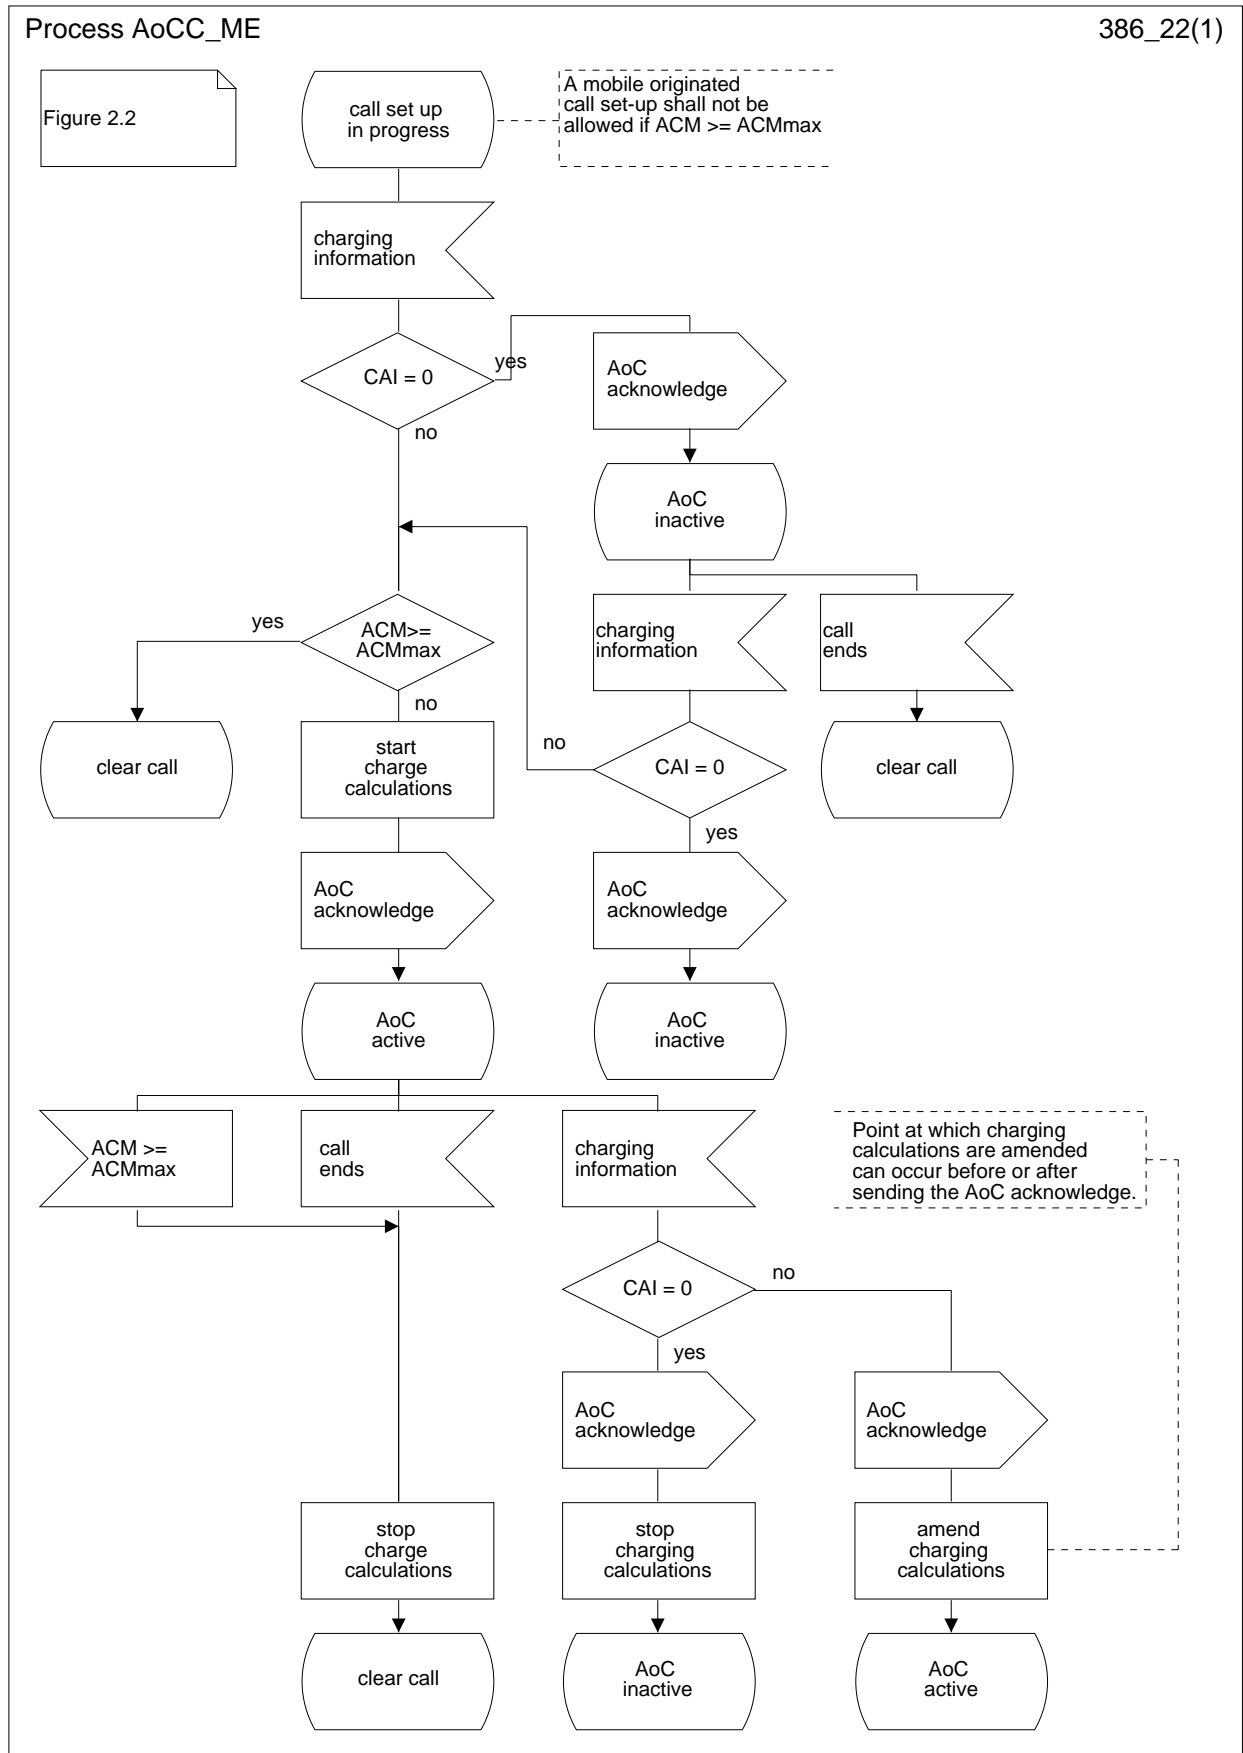 Process AoCC_ME
386_22(1)
Figure 2.2
call set up
in progress
A mobile originated
call set-up shall not be
allowed if ACM >= ACMmax
charging
information
CAI = 0
yes
no
AoC
acknowledge
AoC
inactive
yes
ACM>=
ACMmax
no
charging
information
call
ends
clear call
start
charge
calculations
no
CAI = 0
yes
clear call
AoC
acknowledge
AoC
acknowledge
AoC
active
AoC
inactive
ACM >=
ACMmax
call
ends
charging
information
Point at which charging
calculations are amended
can occur before or after
sending the AoC acknowledge.
CAI = 0
no
yes
AoC
acknowledge
AoC
acknowledge
stop
charge
calculations
stop
charging
calculations
amend
charging
calculations
clear call
AoC
inactive
AoC
active